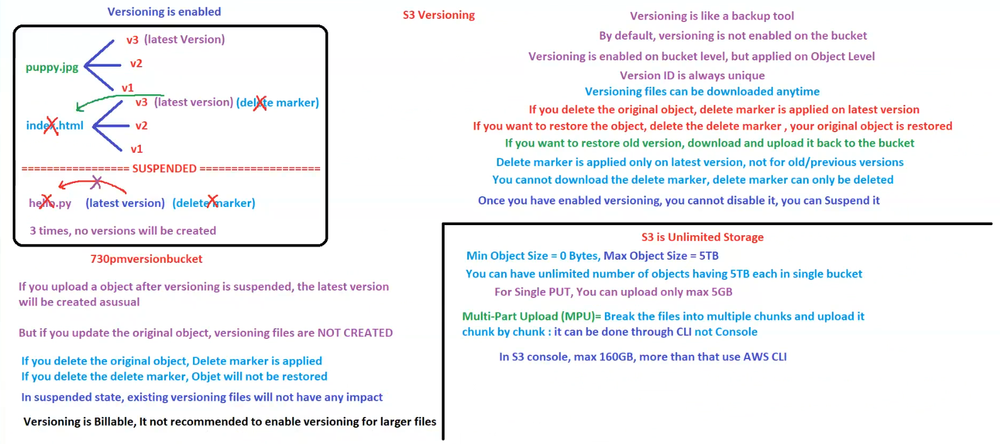 Versioning is enabled
v3 (latest Version)
puppy.jpg
v2
v1
v3 (latest version) (delete marker)
index.html
v2
v1
================= SUSPENDED ===================
hello.py (latest version) (delete marker)
3 times, no versions will be created
730pmversionbucket
If you upload a object after versioning is suspended, the latest version
will be created asusual
But if you update the original object, versioning files are NOT CREATED
If you delete the original object, Delete marker is applied
If you delete the delete marker, Objet will not be restored
In suspended state, existing versioning files will not have any impact
Versioning is Billable, It not recommended to enable versioning for larger files
S3 Versioning
Versioning is like a backup tool
By default, versioning is not enabled on the bucket
Versioning is enabled on bucket level, but applied on Object Level
Version ID is always unique
Versioning files can be downloaded anytime
If you delete the original object, delete marker is applied on latest version
If you want to restore the object, delete the delete marker , your original object is restored
If you want to restore old version, download and upload it back to the bucket
Delete marker is applied only on latest version, not for old/previous versions
You cannot download the delete marker, delete marker can only be deleted
Once you have enabled versioning, you cannot disable it, you can Suspend it
S3 is Unlimited Storage
Min Object Size = 0 Bytes, Max Object Size = 5TB
You can have unlimited number of objects having 5TB each in single bucket
For Single PUT, You can upload only max 5GB
Multi-Part Upload (MPU)= Break the files into multiple chunks and upload it
chunk by chunk : it can be done through CLI not Console
In S3 console, max 160GB, more than that use AWS CLI